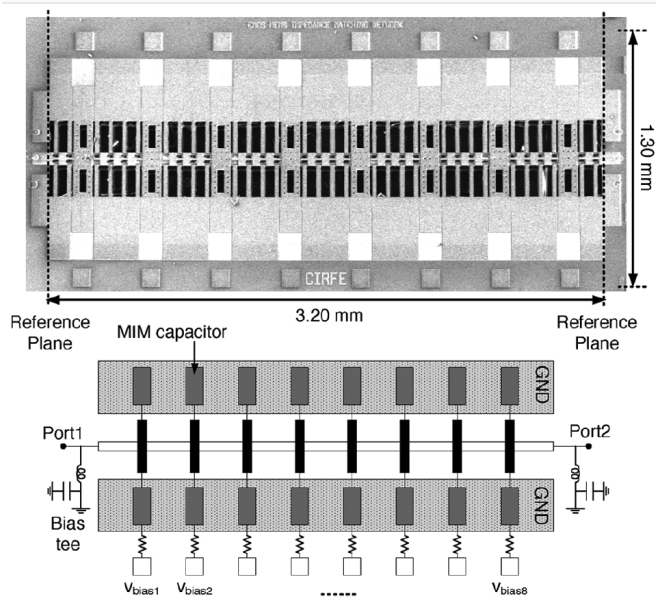 CMOS MEMS IMPEDANCE MATCHING NETWORK
1.30 mm
CIRFE
3.20 mm
Reference
Plane
MIM capacitor
Reference
Plane
GND
Port1
Port2
GND
Bias
tee
Vbias1 Vbias2 ...... Vbias8